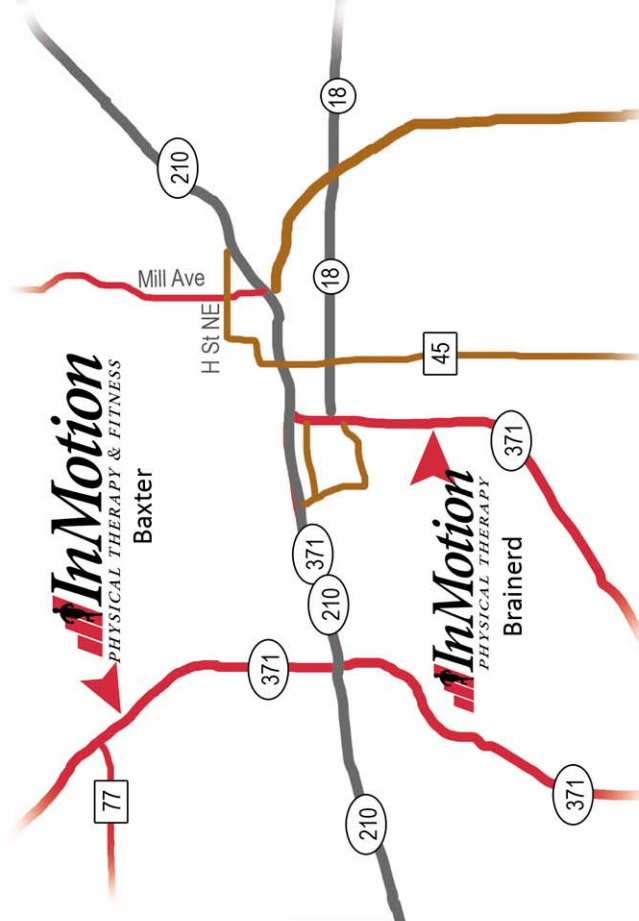 InMotion
PHYSICAL THERAPY & FITNESS
Baxter
210
Mill Ave
H St NE
77
371
371
210
18
18
45
210
InMotion
PHYSICAL THERAPY
Brainerd
371
371